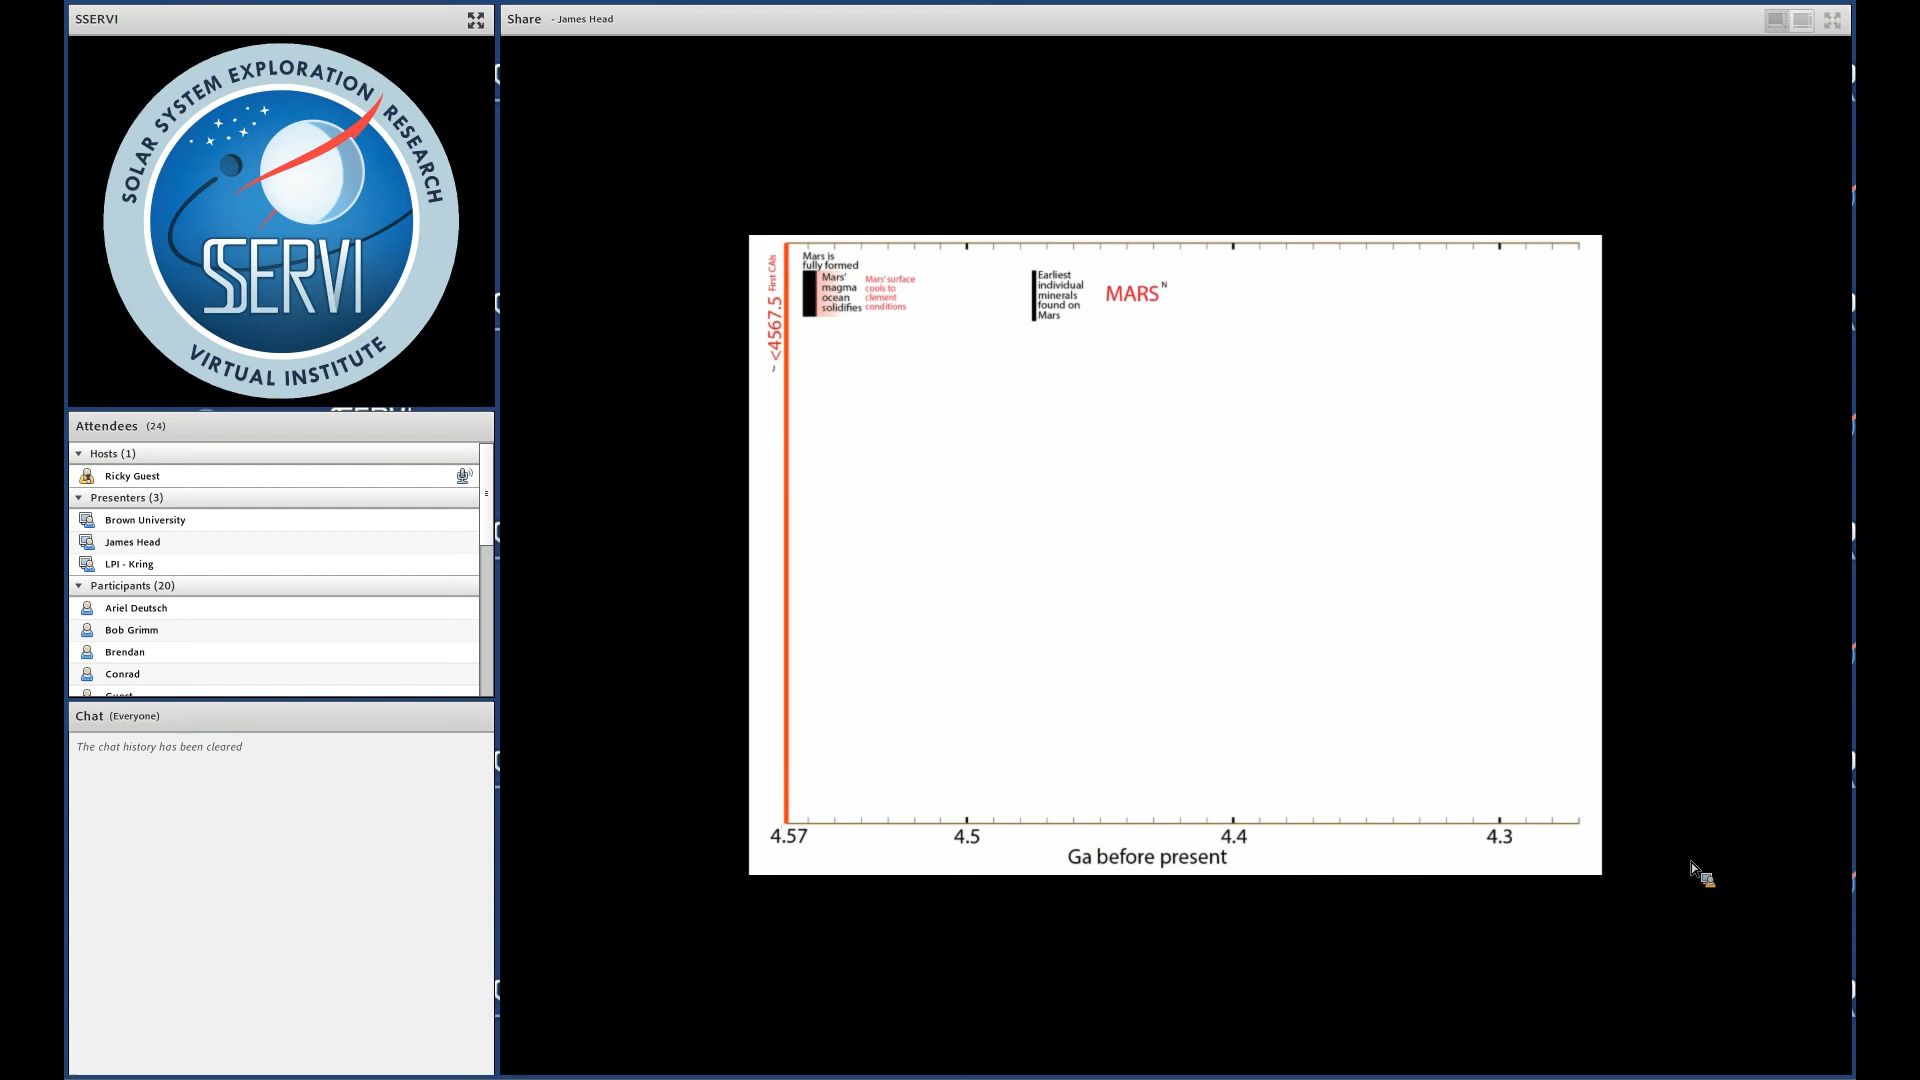 SSERVI
SOLAR SYSTEM EXPLORATION RESEARCH
SSERVI
VIRTUAL INSTITUTE
Attendees (24)
Hosts (1)
Ricky Guest
Presenters (3)
Brown University
James Head
LPI - Kring
Participants (20)
Ariel Deutsch
Bob Grimm
Brendan
Conrad
Guest
Chat (Everyone)
The chat history has been cleared
Share - James Head
~ <4567.5 First CAIs
Mars is
fully formed
Mars'
magma
ocean
solidifies
Mars' surface
cools to
clement
conditions
Earliest
individual
minerals
found on
Mars
MARS N
4.57 4.5 4.4 4.3
Ga before present